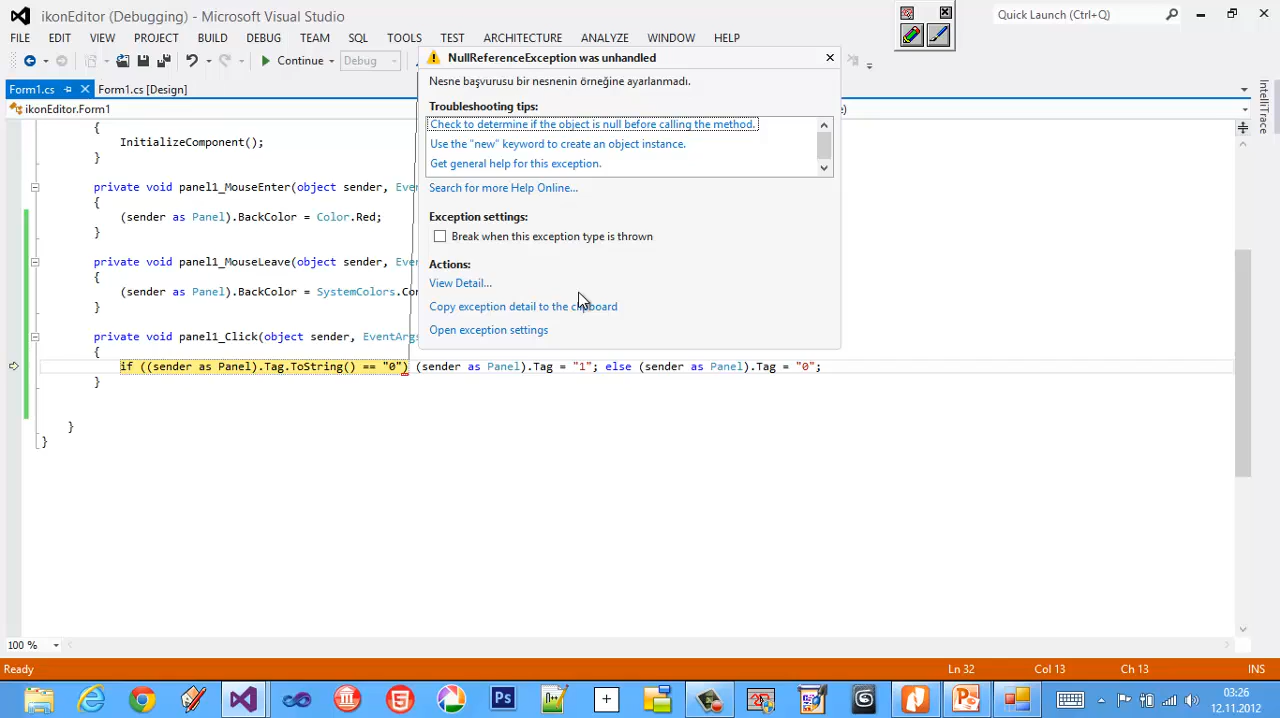 ikonEditor (Debugging) - Microsoft Visual Studio
Quick Launch (Ctrl+Q)
FILE EDIT VIEW PROJECT DEBUG TEAM SQL TOOLS TEST ARCHITECTURE ANALYZE WINDOW HELP
Continue Debug
Form1.cs Form1.cs [Design]
ikonEditor.Form1
NullReferenceException was unhandled
Nesne başvurusu bir nesnenin örneğine ayarlanmadı.
Troubleshooting tips:
Check to determine if the object is null before calling the method.
Use the "new" keyword to create an object instance.
Get general help for this exception.
Search for more Help Online...
Exception settings:
Break when this exception type is thrown
Actions:
View Detail...
Copy exception detail to the clipboard
Open exception settings
IntelliTrace
{
InitializeComponent();
}
private void panel1_MouseEnter(object sender,
{
(sender as Panel).BackColor = Color.Red;
}
private void panel1_MouseLeave(object sender,
{
(sender as Panel).BackColor = SystemColors.
}
private void panel1_Click(object sender, EventArgs
{
if ((sender as Panel).Tag.ToString() == "0") (sender as Panel).Tag = "1"; else (sender as Panel).Tag = "0";
}
}
}
100 %
Ready Ln 32 Col 13 Ch 13 INS
Ps
03:26
12.11.2012